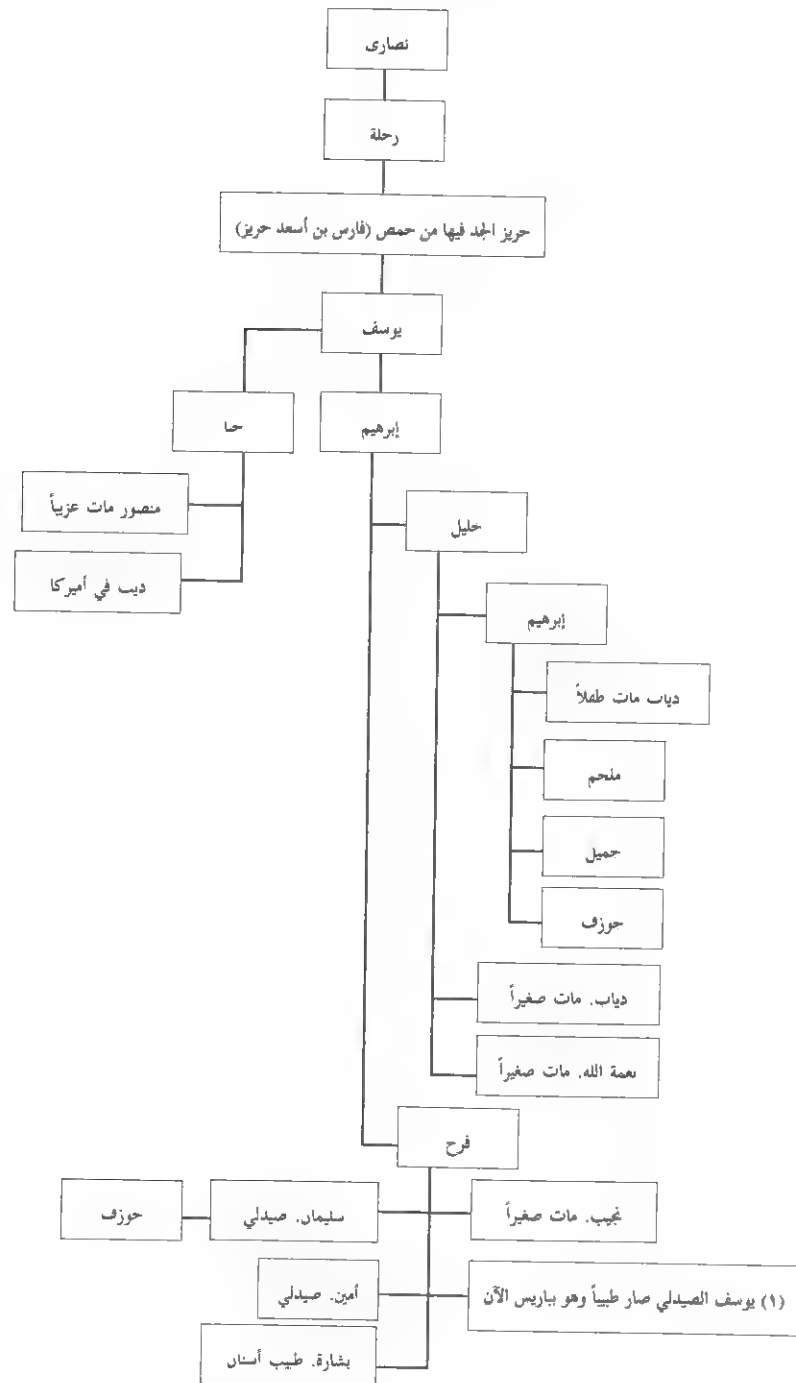 نصارى
رحلة
حريز الجد فيها من حمص (فارس بن أسعد حريز)
يوسف
حنا
إبرهيم
منصور مات عزيباً
ديب في أميركا
خليل
إبرهيم
دياب مات طفلاً
ملحم
جميل
جوزف
دياب. مات صغيراً
نعمة الله. مات صغيراً
فرح
نجيب. مات صغيراً
سليمان. صيدلي
جوزف
(١) يوسف الصيدلي صار طبيباً وهو بباريس الآن
أمين. صيدلي
بشارة. طبيب أسنان